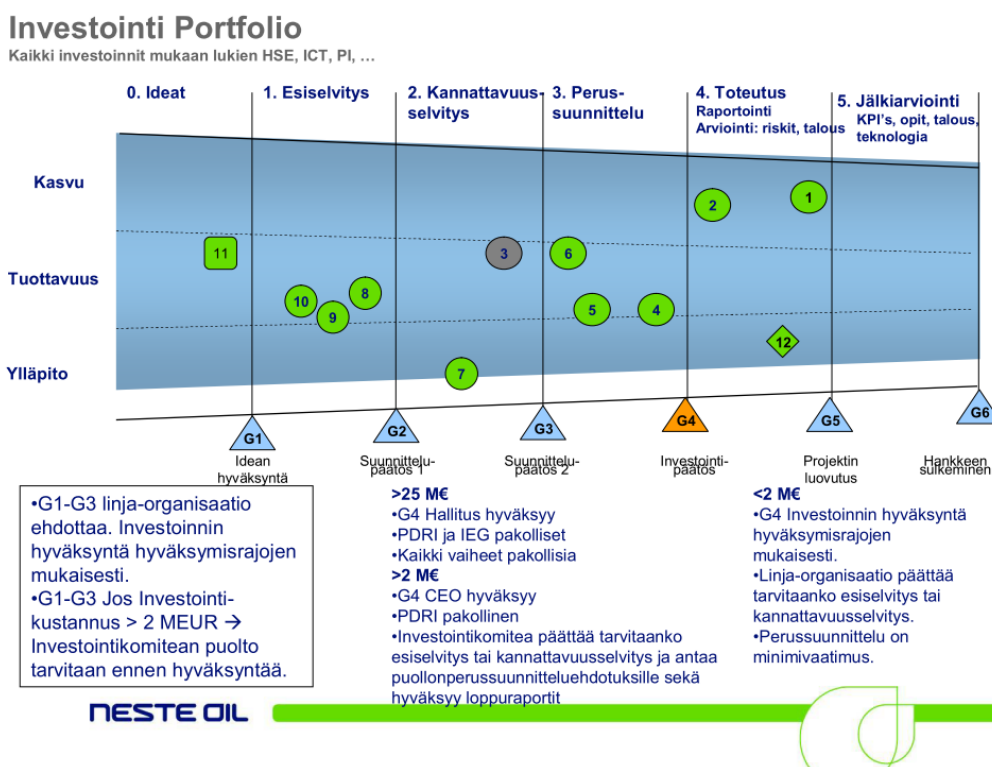 Investointi Portfolio
Kaikki investoinnit mukaan lukien HSE, ICT, PI, …
0. Ideat
1. Esiselvitys
2. Kannattavuus-
selvitys
3. Perus-
suunnittelu
4. Toteutus
Raportointi
Arviointi: riskit, talous
5. Jälkiarviointi
KPI's, opit, talous,
teknologia
Kasvu
Tuottavuus
Ylläpito
1
2
3
6
11
8
10
9
5
4
12
7
G1
G2
G3
G4
G5
G6
Idean
hyväksyntä
Suunnittelu-
päätös 1
Suunnittelu-
päätös 2
Investointi-
päätös
Projektin
luovutus
Hankkeen
sulkeminen
•G1-G3 linja-organisaatio
ehdottaa. Investoinnin
hyväksyntä hyväksymisrajojen
mukaisesti.
•G1-G3 Jos Investointi-
kustannus > 2 MEUR →
Investointikomitean puolto
tarvitaan ennen hyväksyntää.
>25 M€
•G4 Hallitus hyväksyy
•PDRI ja IEG pakolliset
•Kaikki vaiheet pakollisia
>2 M€
•G4 CEO hyväksyy
•PDRI pakollinen
•Investointikomitea päättää tarvitaanko
esiselvitys tai kannattavuusselvitys ja antaa
puollonperussuunnitteluehdotuksille sekä
hyväksyy loppuraportit
<2 M€
•G4 Investoinnin hyväksyntä
hyväksymisrajojen
mukaisesti.
•Linja-organisaatio päättää
tarvitaanko esiselvitys tai
kannattavuusselvitys.
•Perussuunnittelu on
minimivaatimus.
NESTE OIL